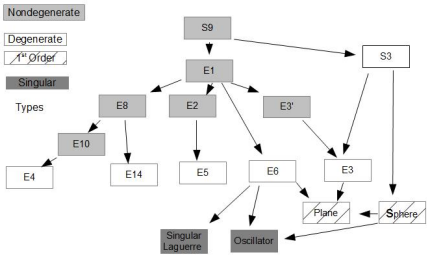 Nondegenerate
Degenerate
1st Order
Singular
Types
S9
S3
E1
E8
E2
E3'
E10
E4
E14
E5
E6
E3
Plane
Sphere
Singular
Laguerre
Oscillator